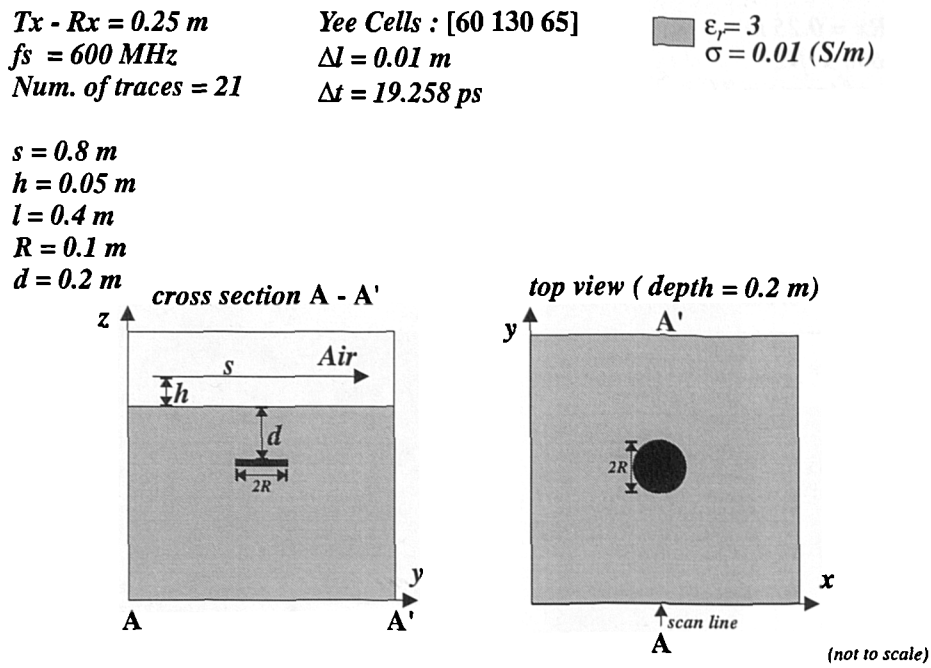 Tx - Rx = 0.25 m
fs = 600 MHz
Num. of traces = 21
Yee Cells : [60 130 65]
Δl = 0.01 m
Δt = 19.258 ps
εr= 3
σ = 0.01 (S/m)
s = 0.8 m
h = 0.05 m
l = 0.4 m
R = 0.1 m
d = 0.2 m
cross section A - A'
z
s
Air
h
d
2R
y
A
A'
top view ( depth = 0.2 m)
y
A'
2R
x
scan line
A
(not to scale)